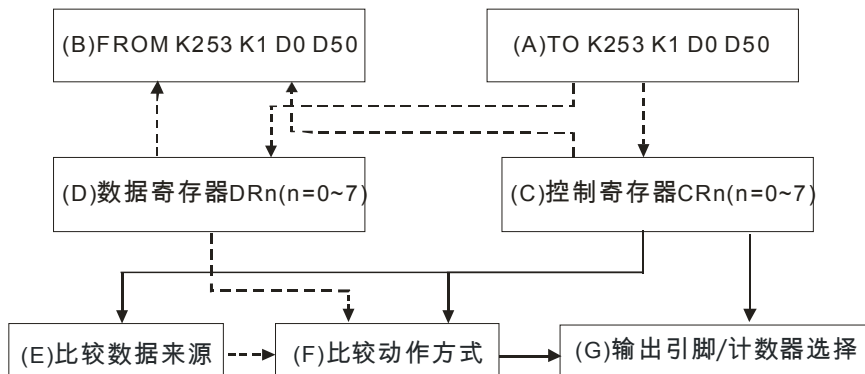 (B)FROM K253 K1 D0 D50
(A)TO K253 K1 D0 D50
(D)数据寄存器DRn(n=0~7)
(C)控制寄存器CRn(n=0~7)
(E)比较数据来源
(F)比较动作方式
(G)输出引脚/计数器选择